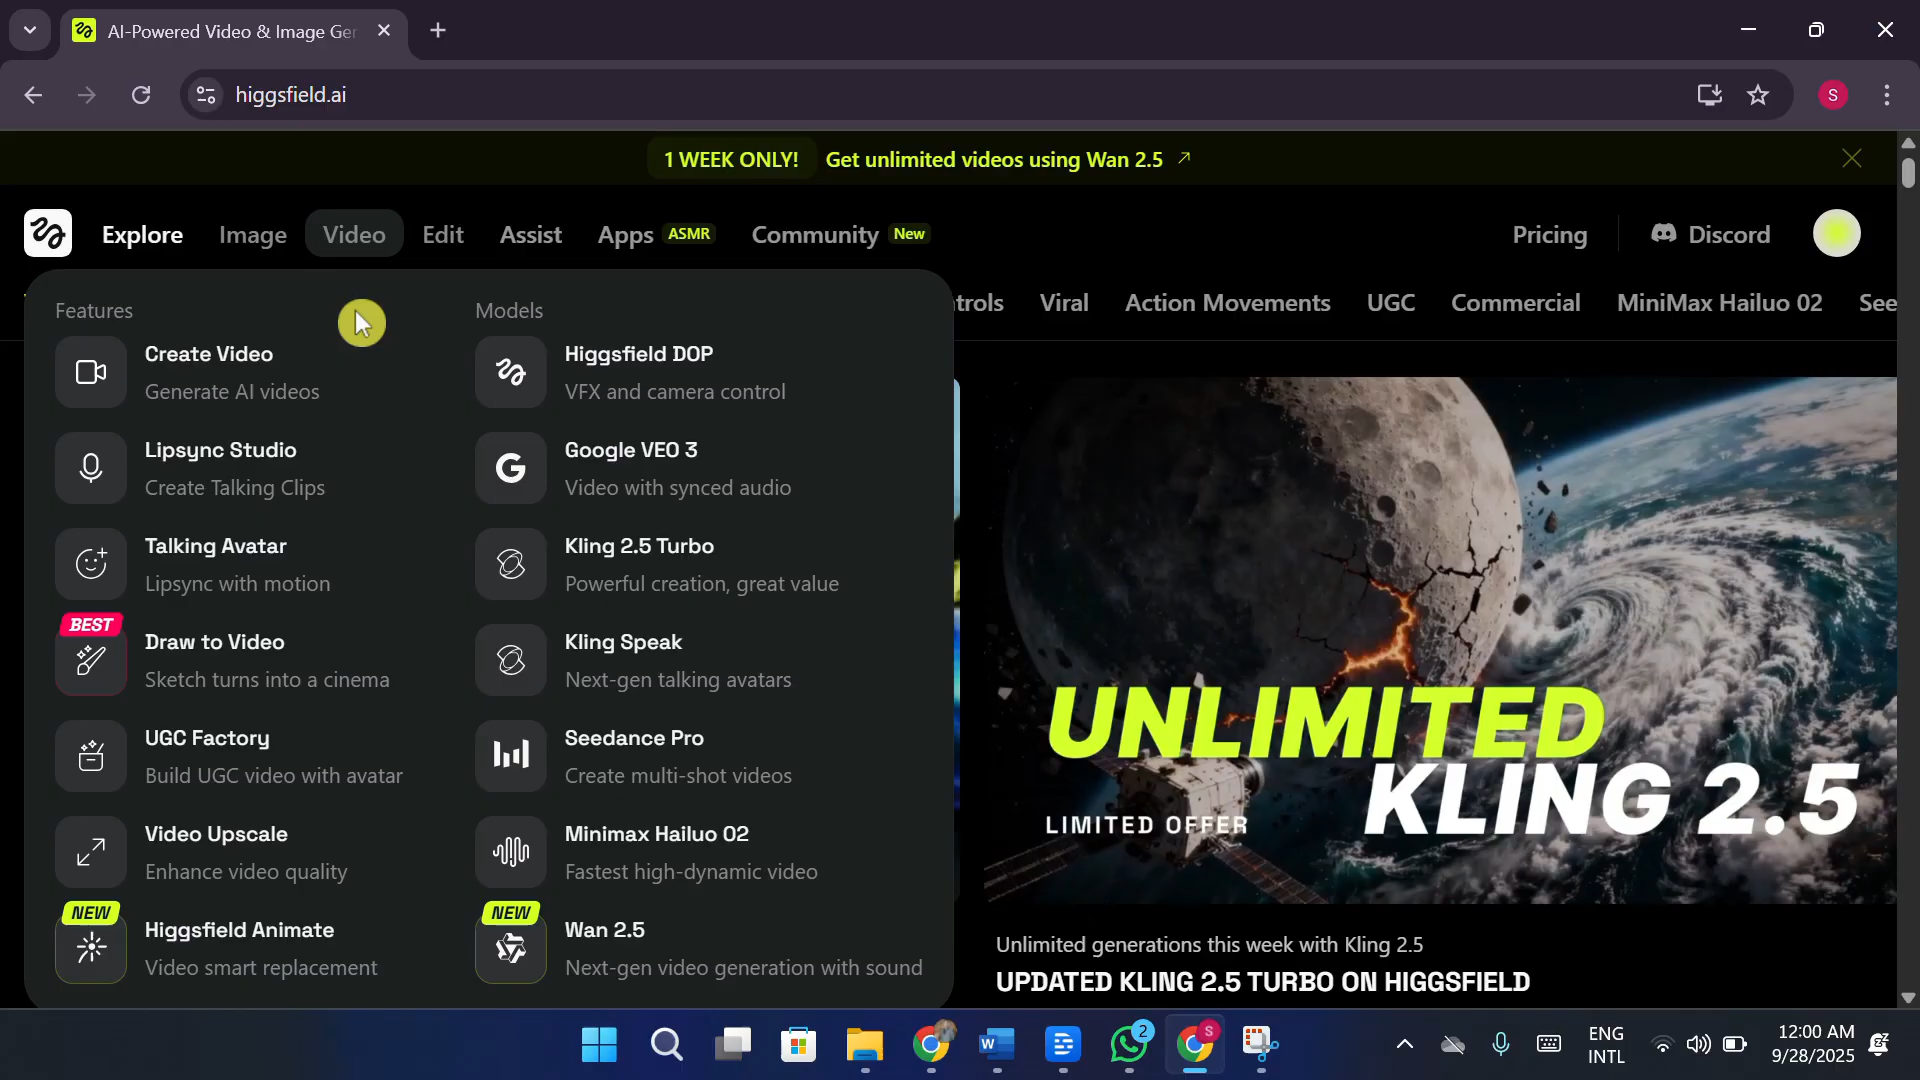 AI-Powered Video & Image Ger
higgsfield.ai
S
1 WEEK ONLY! Get unlimited videos using Wan 2.5
Explore Image Video Edit Assist Apps ASMR Community New Pricing Discord
trols Viral Action Movements UGC Commercial MiniMax Hailuo 02 See
Features
Create Video
Generate AI videos
Lipsync Studio
Create Talking Clips
Talking Avatar
Lipsync with motion
BEST
Draw to Video
Sketch turns into a cinema
UGC Factory
Build UGC video with avatar
Video Upscale
Enhance video quality
NEW
Higgsfield Animate
Video smart replacement
Models
Higgsfield DOP
VFX and camera control
G
Google VEO 3
Video with synced audio
Kling 2.5 Turbo
Powerful creation, great value
Kling Speak
Next-gen talking avatars
Seedance Pro
Create multi-shot videos
Minimax Hailuo 02
Fastest high-dynamic video
NEW
Wan 2.5
Next-gen video generation with sound
UNLIMITED
KLING 2.5
LIMITED OFFER
Unlimited generations this week with Kling 2.5
UPDATED KLING 2.5 TURBO ON HIGGSFIELD
W
2
S
ENG
INTL
12:00 AM
9/28/2025